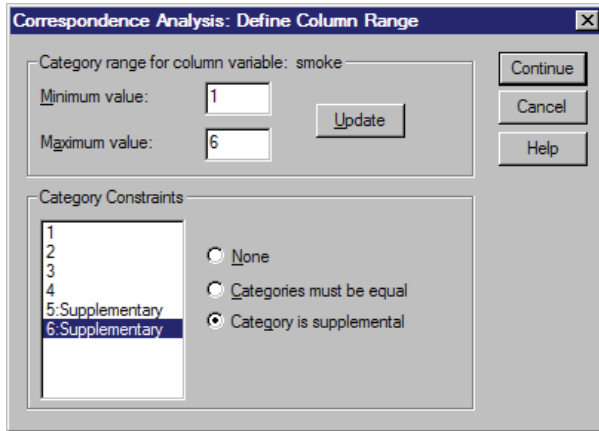 Correspondence Analysis: Define Column Range
Category range for column variable: smoke
Minimum value:
1
Maximum value:
6
Update
Continue
Cancel
Help
Category Constraints
1
2
3
4
5:Supplementary
6:Supplementary
None
Categories must be equal
Category is supplemental